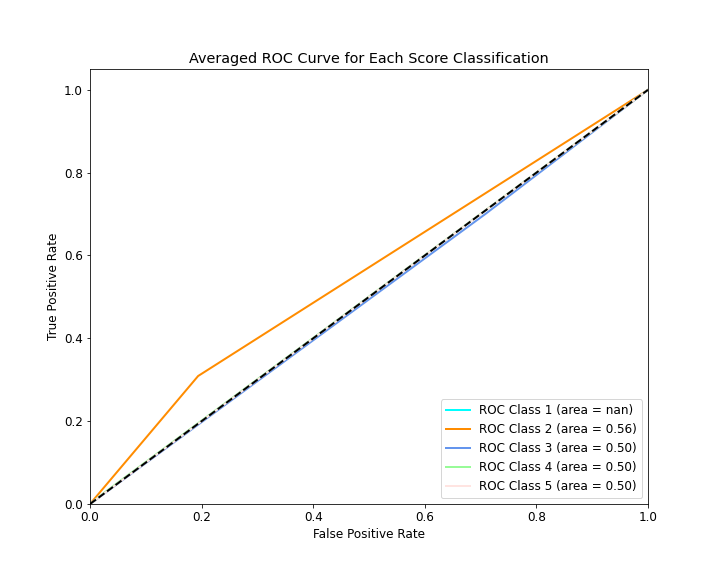 Averaged ROC Curve for Each Score Classification
True Positive Rate
1.0
0.8
0.6
0.4
0.2
0.0
0.0 0.2 0.4 0.6 0.8 1.0
False Positive Rate
ROC Class 1 (area = nan)
ROC Class 2 (area = 0.56)
ROC Class 3 (area = 0.50)
ROC Class 4 (area = 0.50)
ROC Class 5 (area = 0.50)